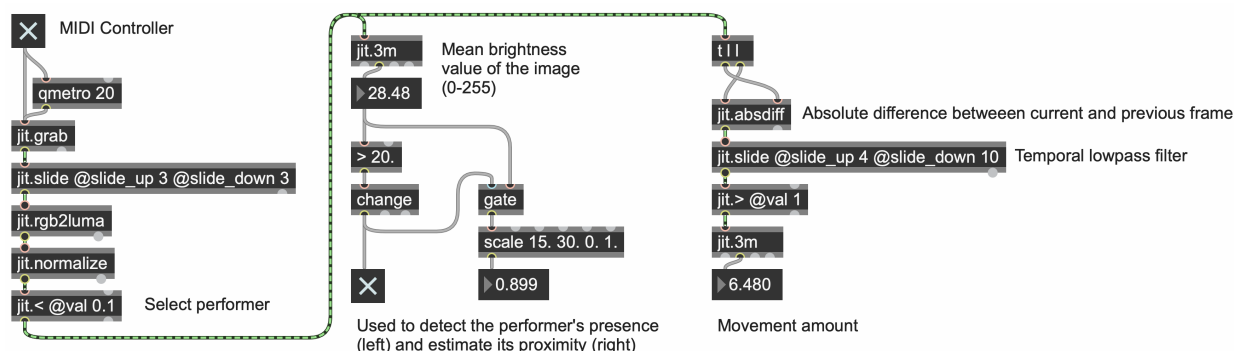 MIDI Controller
qmetro 20
jit.grab
jit.slide @slide_up 3 @slide_down 3
jit.rgb2luma
jit.normalize
jit.< @val 0.1
Select performer
jit.3m
Mean brightness
value of the image
(0-255)
28.48
> 20.
change
gate
scale 15. 30. 0. 1.
0.899
Used to detect the performer's presence
(left) and estimate its proximity (right)
t l l
jit.absdiff
Absolute difference betweeen current and previous frame
jit.slide @slide_up 4 @slide_down 10
Temporal lowpass filter
jit.> @val 1
jit.3m
6.480
Movement amount